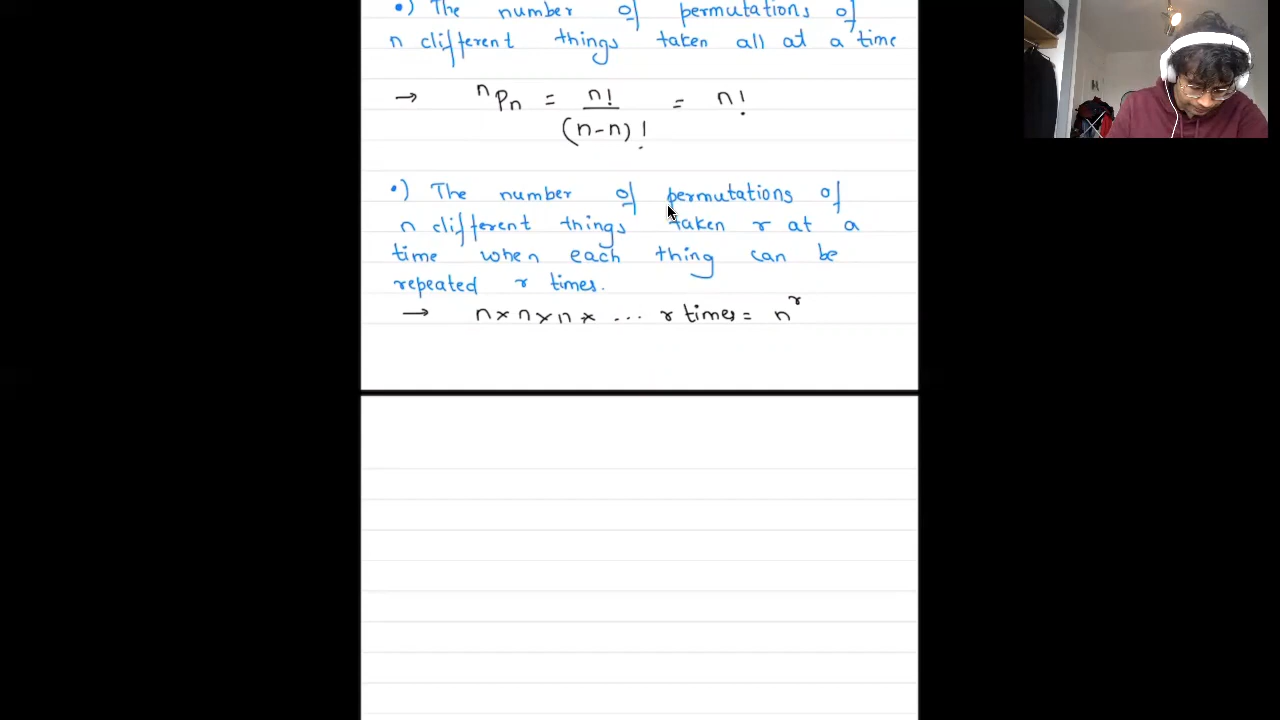 •) The number of permutations of
n different things taken all at a time
→ ⁿPₙ = n!/(n-n)! = n!
•) The number of permutations of
n different things taken r at a
time when each thing can be
repeated r times.
→ n × n × n × ... r times = nʳ